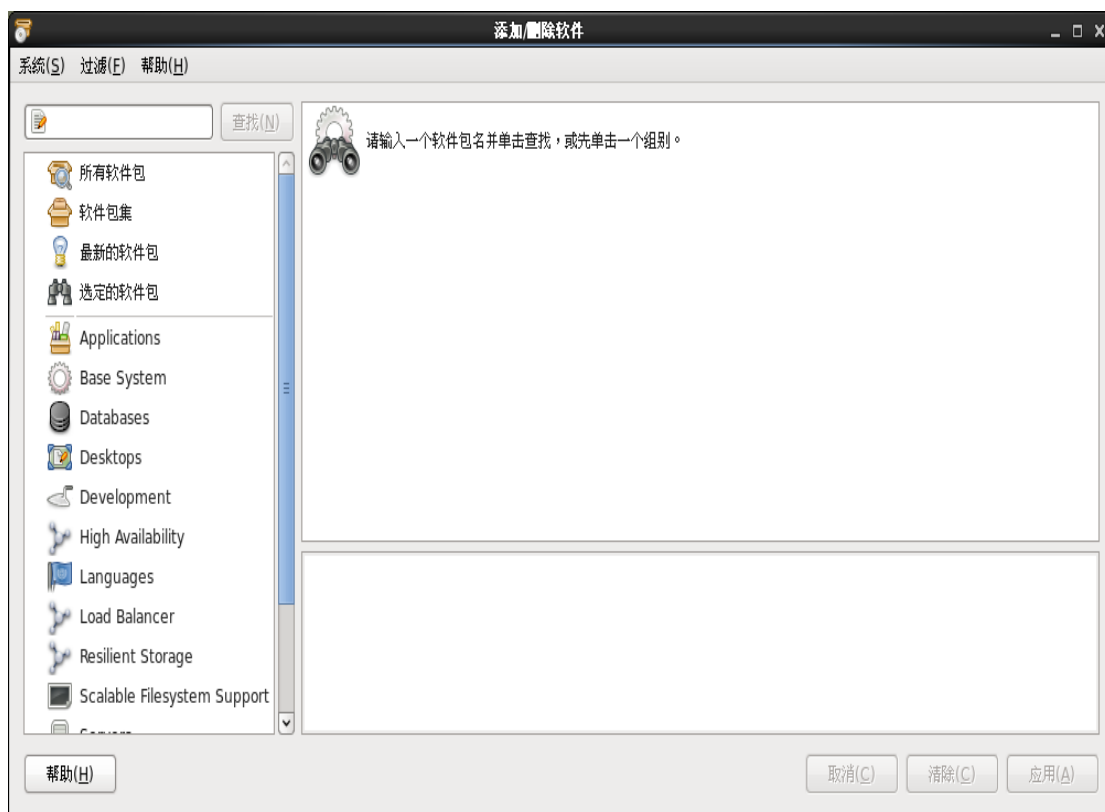 添加/删除软件
系统(S) 过滤(F) 帮助(H)
查找(N)
请输入一个软件包名并单击查找，或先单击一个组别。
所有软件包
软件包集
最新的软件包
选定的软件包
Applications
Base System
Databases
Desktops
Development
High Availability
Languages
Load Balancer
Resilient Storage
Scalable Filesystem Support
帮助(H) 取消(C) 清除(C) 应用(A)